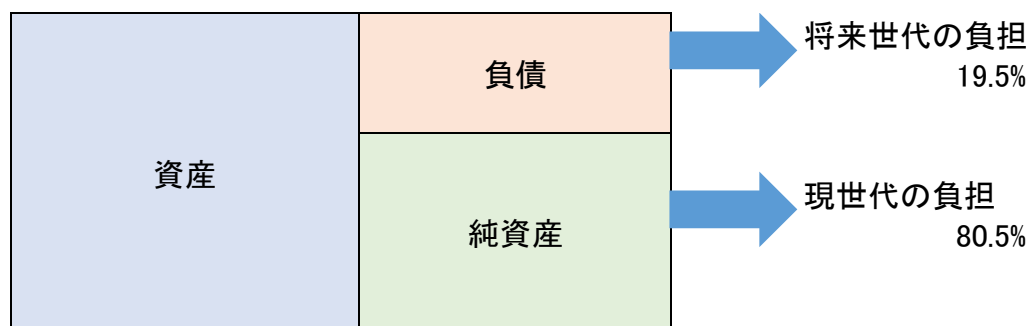 資産
負債
純資産
将来世代の負担
19.5%
現世代の負担
80.5%